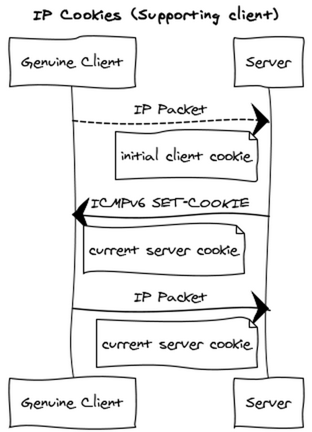 IP Cookies (Supporting client)
Genuine Client
Server
IP Packet
initial client cookie
ICMPv6 SET-COOKIE
current server cookie
IP Packet
current server cookie
Genuine Client
Server